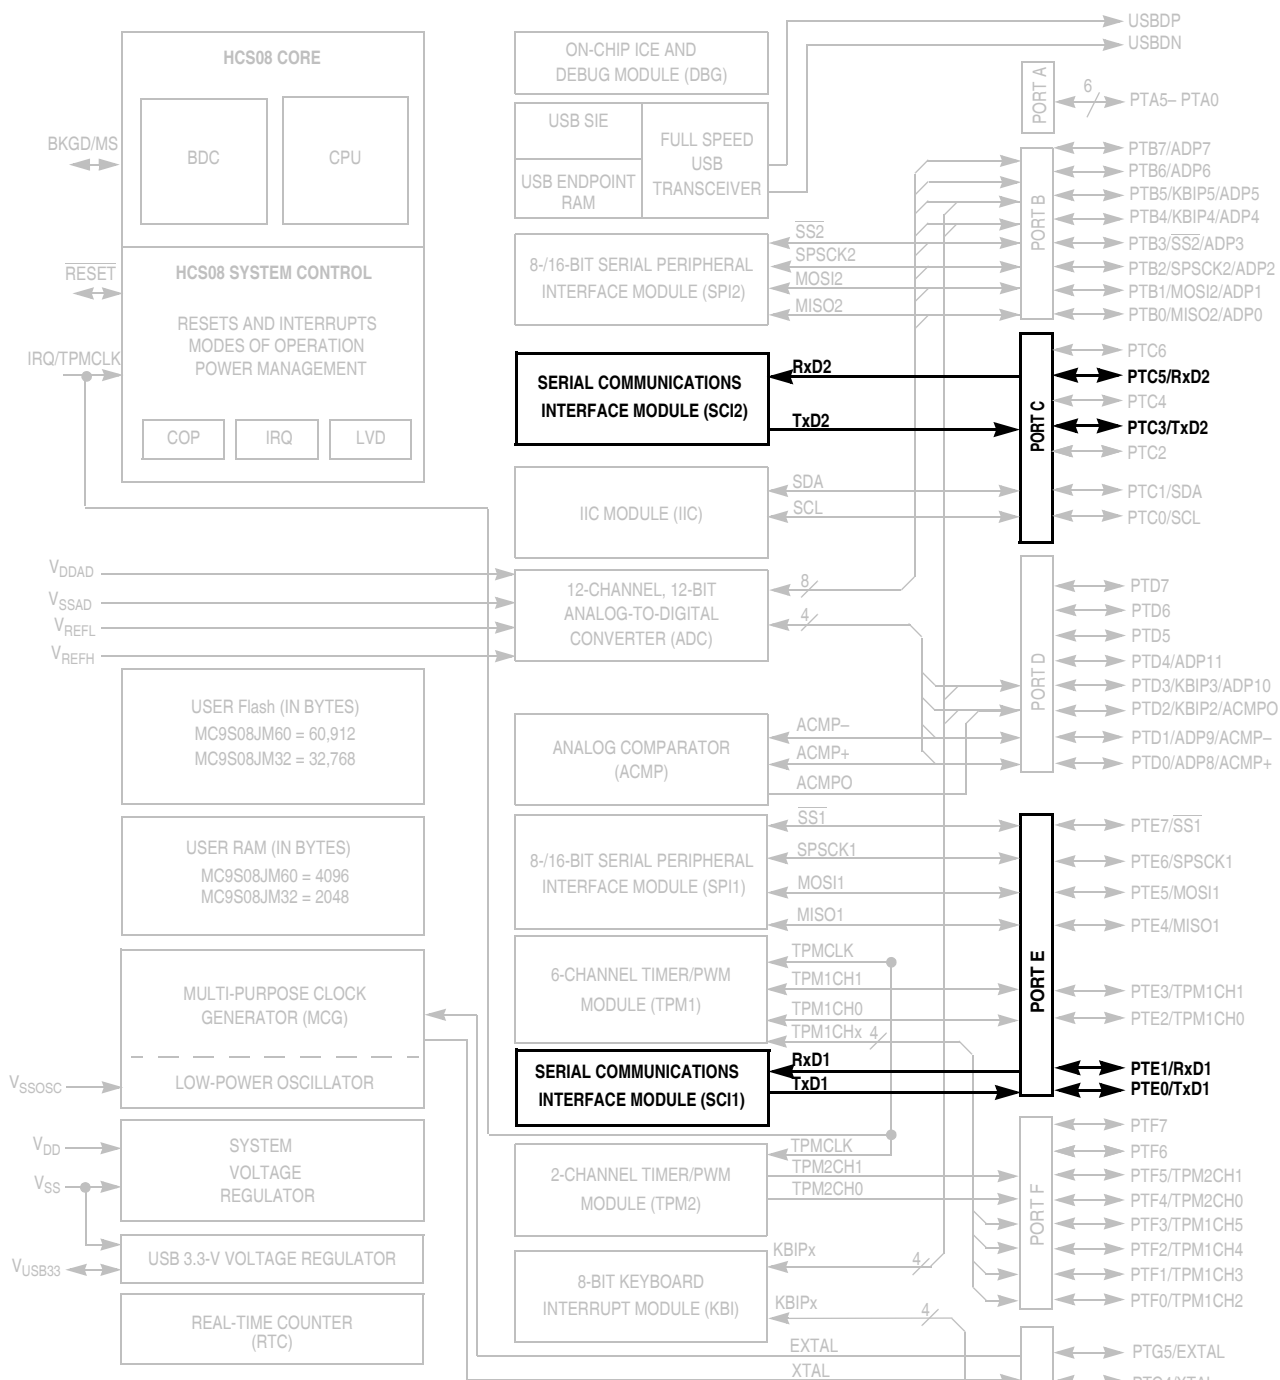 HCS08 CORE
BDC
CPU
BKGD/MS
RESET
HCS08 SYSTEM CONTROL
RESETS AND INTERRUPTS
MODES OF OPERATION
POWER MANAGEMENT
IRQ/TPMCLK
COP
IRQ
LVD
VDDAD
VSSAD
VREFL
VREFH
USER Flash (IN BYTES)
MC9S08JM60 = 60,912
MC9S08JM32 = 32,768
USER RAM (IN BYTES)
MC9S08JM60 = 4096
MC9S08JM32 = 2048
MULTI-PURPOSE CLOCK
GENERATOR (MCG)
LOW-POWER OSCILLATOR
VSSOSC
VDD
VSS
SYSTEM
VOLTAGE
REGULATOR
VUSB33
USB 3.3-V VOLTAGE REGULATOR
REAL-TIME COUNTER
(RTC)
ON-CHIP ICE AND
DEBUG MODULE (DBG)
USB SIE
USB ENDPOINT
RAM
FULL SPEED
USB
TRANSCEIVER
8-/16-BIT SERIAL PERIPHERAL
INTERFACE MODULE (SPI2)
SS2
SPSCK2
MOSI2
MISO2
SERIAL COMMUNICATIONS
INTERFACE MODULE (SCI2)
RxD2
TxD2
IIC MODULE (IIC)
SDA
SCL
12-CHANNEL, 12-BIT
ANALOG-TO-DIGITAL
CONVERTER (ADC)
8
4
ANALOG COMPARATOR
(ACMP)
ACMP–
ACMP+
ACMPO
8-/16-BIT SERIAL PERIPHERAL
INTERFACE MODULE (SPI1)
SS1
SPSCK1
MOSI1
MISO1
6-CHANNEL TIMER/PWM
MODULE (TPM1)
TPMCLK
TPM1CH1
TPM1CH0
TPM1CHx 4
SERIAL COMMUNICATIONS
INTERFACE MODULE (SCI1)
RxD1
TxD1
2-CHANNEL TIMER/PWM
MODULE (TPM2)
TPMCLK
TPM2CH1
TPM2CH0
8-BIT KEYBOARD
INTERRUPT MODULE (KBI)
KBIPx
4
KBIPx
4
EXTAL
XTAL
USBDP
USBDN
PORT A
6
PTA5– PTA0
PORT B
PTB7/ADP7
PTB6/ADP6
PTB5/KBIP5/ADP5
PTB4/KBIP4/ADP4
PTB3/SS2/ADP3
PTB2/SPSCK2/ADP2
PTB1/MOSI2/ADP1
PTB0/MISO2/ADP0
PORT C
PTC6
PTC5/RxD2
PTC4
PTC3/TxD2
PTC2
PTC1/SDA
PTC0/SCL
PORT D
PTD7
PTD6
PTD5
PTD4/ADP11
PTD3/KBIP3/ADP10
PTD2/KBIP2/ACMPO
PTD1/ADP9/ACMP–
PTD0/ADP8/ACMP+
PORT E
PTE7/SS1
PTE6/SPSCK1
PTE5/MOSI1
PTE4/MISO1
PTE3/TPM1CH1
PTE2/TPM1CH0
PTE1/RxD1
PTE0/TxD1
PORT F
PTF7
PTF6
PTF5/TPM2CH1
PTF4/TPM2CH0
PTF3/TPM1CH5
PTF2/TPM1CH4
PTF1/TPM1CH3
PTF0/TPM1CH2
PTG5/EXTAL